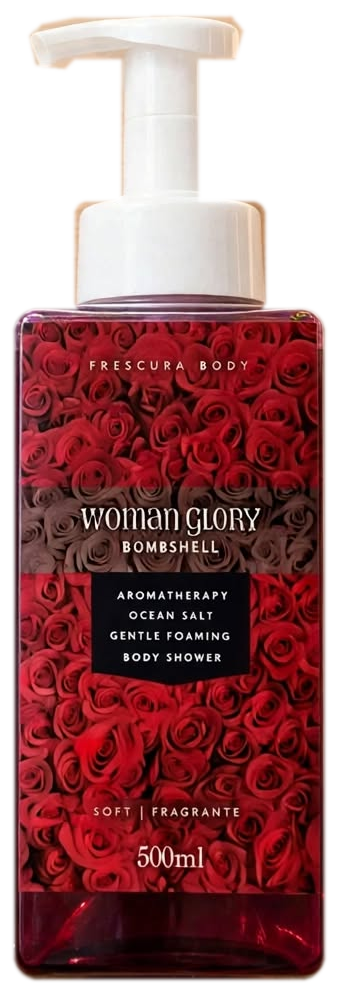 FRESCURA BODY
WOMAN GLORY
BOMBSHELL
AROMATHERAPY
OCEAN SALT
GENTLE FOAMING
BODY SHOWER
SOFT | FRAGRANTE
500ml